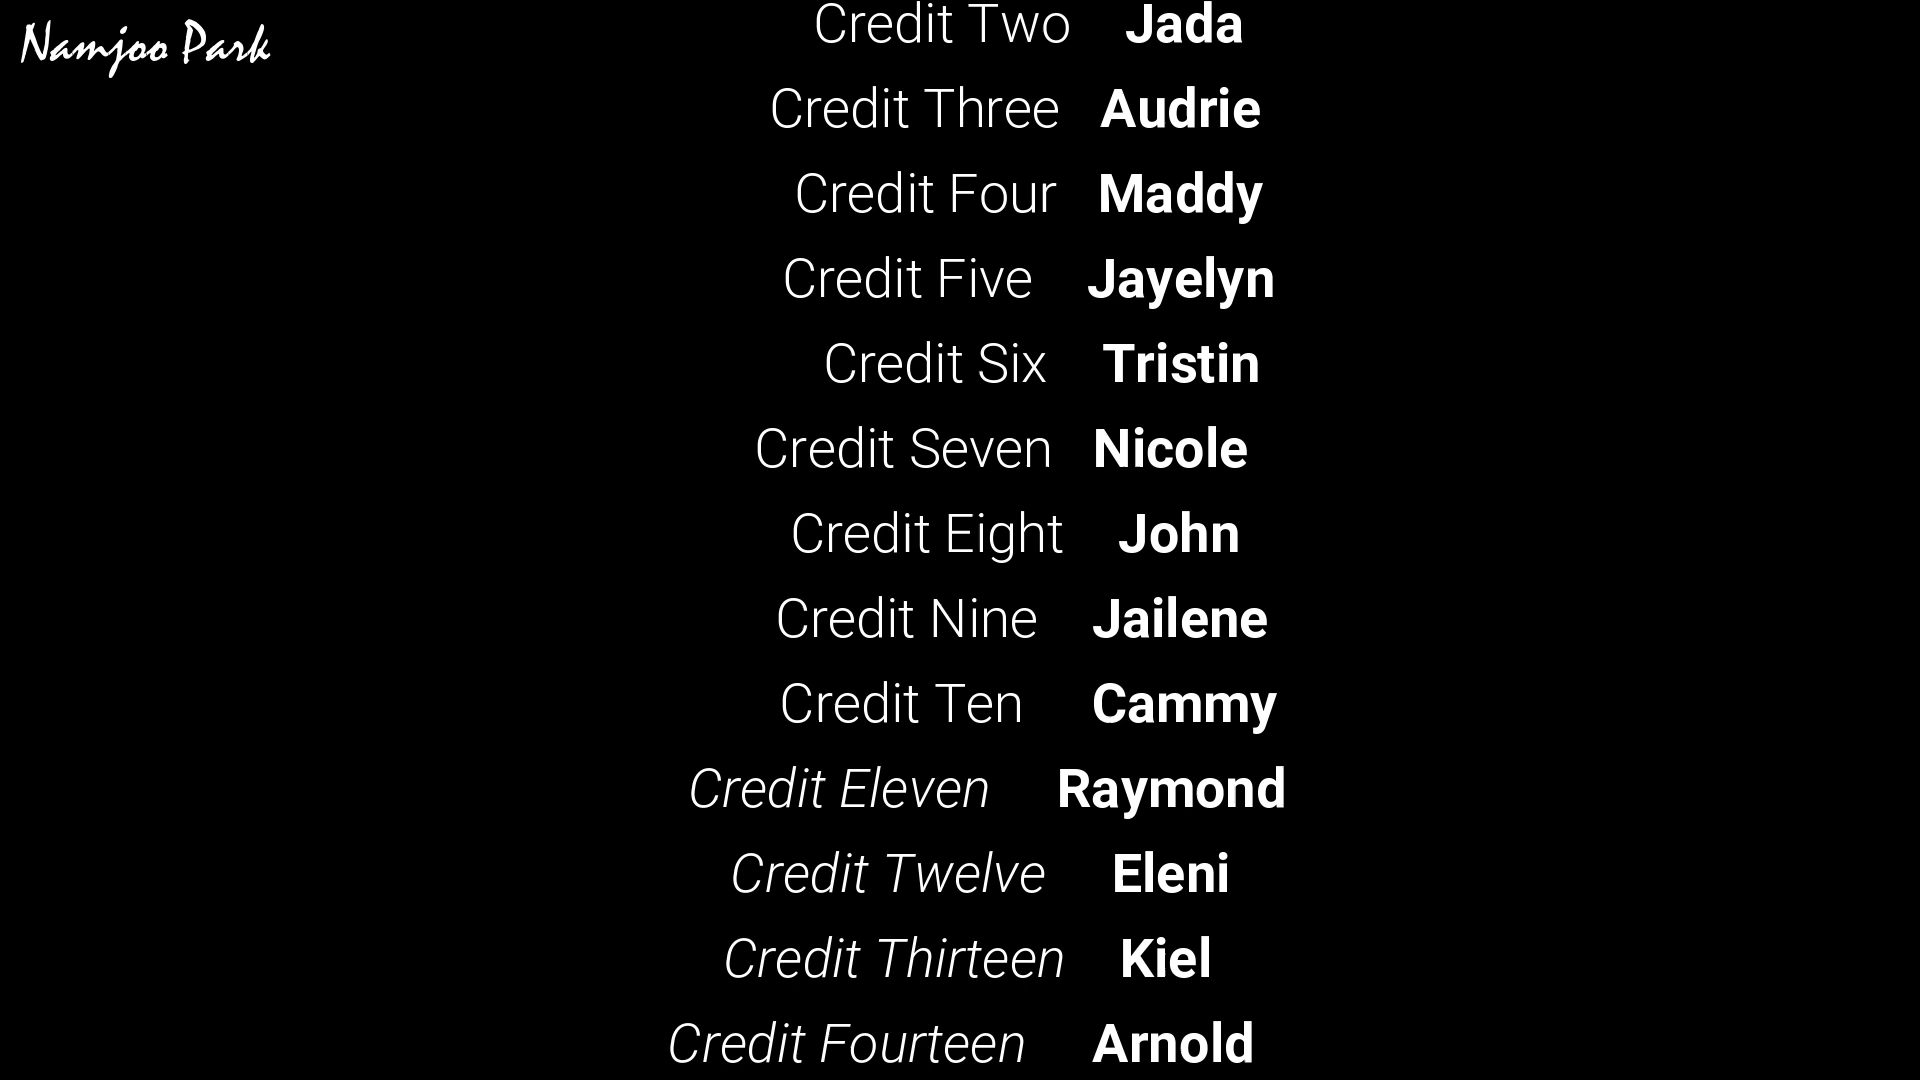 Namjoo Park
Credit Two Jada
Credit Three Audrie
Credit Four Maddy
Credit Five Jayelyn
Credit Six Tristin
Credit Seven Nicole
Credit Eight John
Credit Nine Jailene
Credit Ten Cammy
Credit Eleven Raymond
Credit Twelve Eleni
Credit Thirteen Kiel
Credit Fourteen Arnold